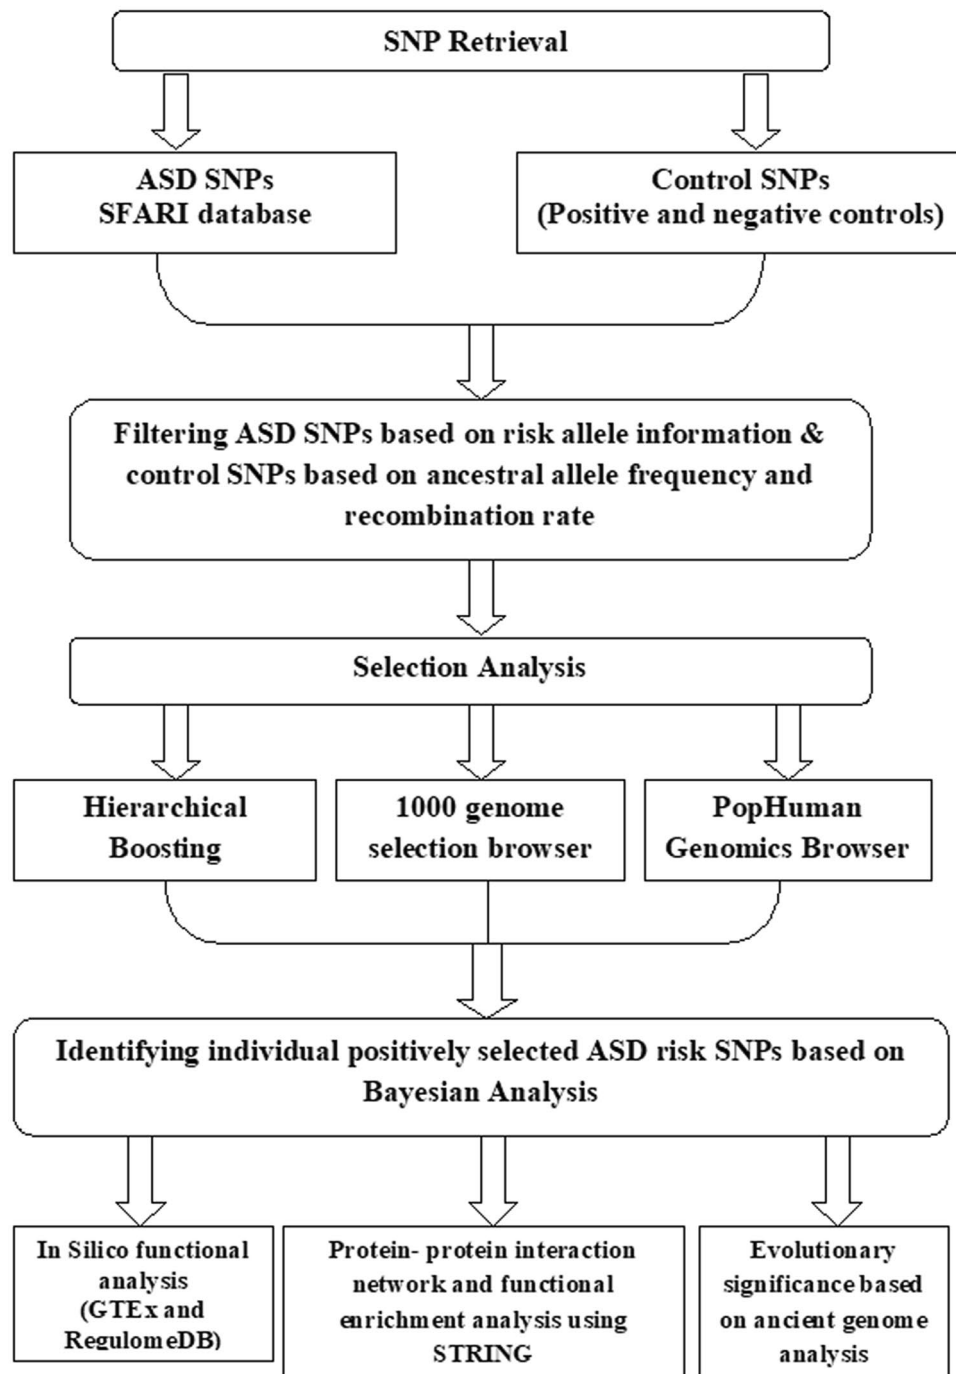 SNP Retrieval
ASD SNPs
SFARI database
Control SNPs
(Positive and negative controls)
Filtering ASD SNPs based on risk allele information &
control SNPs based on ancestral allele frequency and
recombination rate
Selection Analysis
Hierarchical
Boosting
1000 genome
selection browser
PopHuman
Genomics Browser
Identifying individual positively selected ASD risk SNPs based on
Bayesian Analysis
In Silico functional
analysis
(GTEx and
RegulomeDB)
Protein- protein interaction
network and functional
enrichment analysis using
STRING
Evolutionary
significance based
on ancient genome
analysis